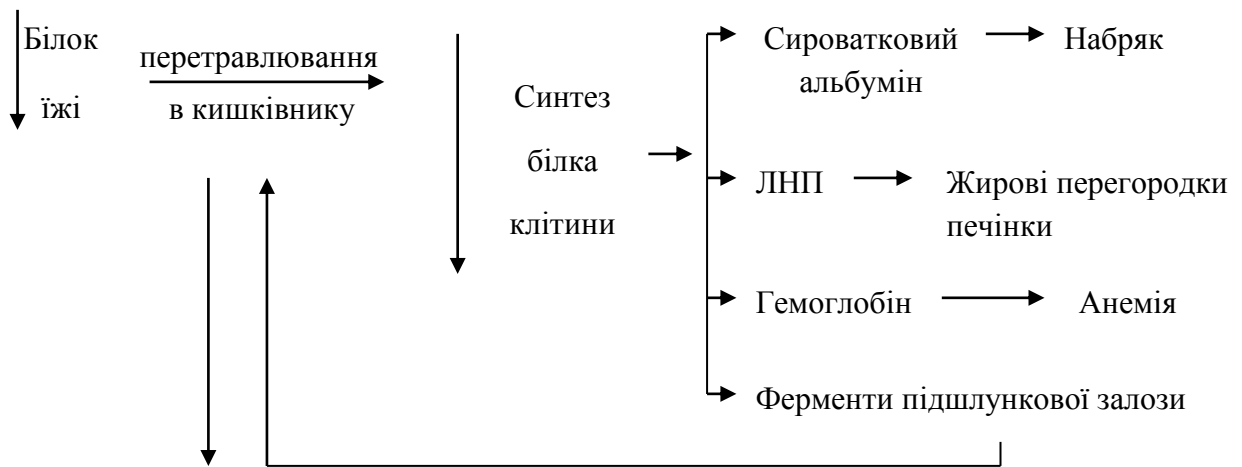 Білок
їжі
перетравлювання
в кишківнику
Синтез
білка
клітини
Сироватковий
альбумін
Набряк
ЛНП
Жирові перегородки
печінки
Гемоглобін
Анемія
Ферменти підшлункової залози